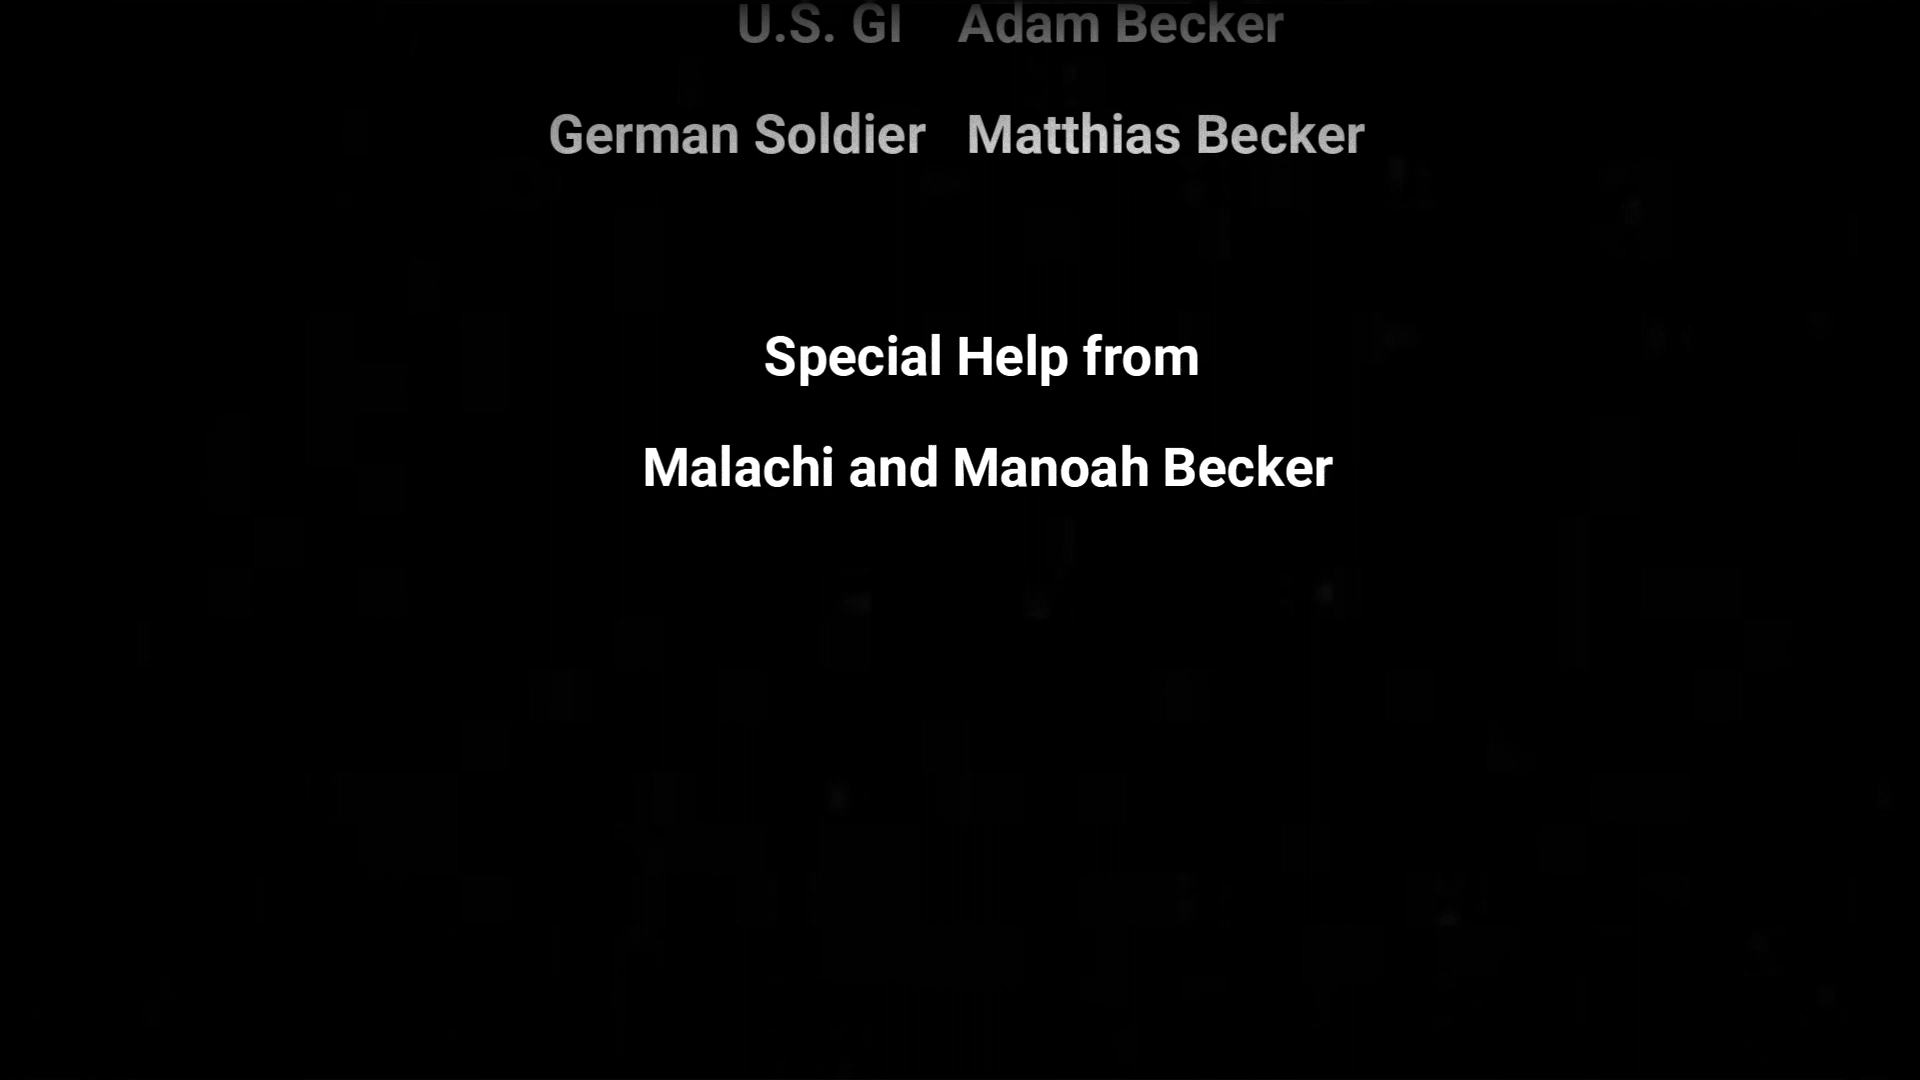 U.S. GI Adam Becker
German Soldier Matthias Becker
Special Help from
Malachi and Manoah Becker